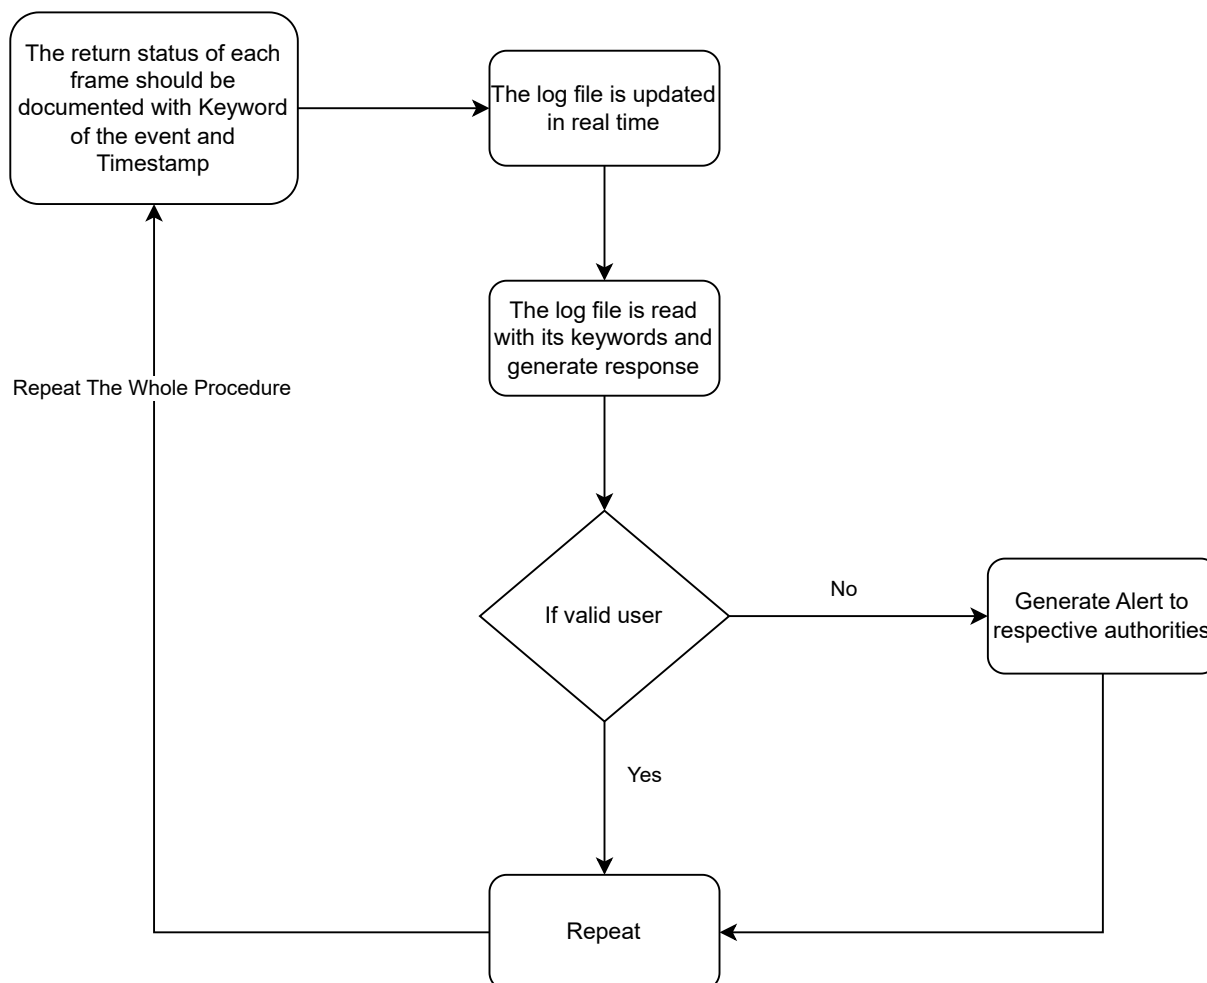 The return status of each
frame should be
documented with Keyword
of the event and
Timestamp
The log file is updated
in real time
The log file is read
with its keywords and
generate response
Repeat The Whole Procedure
If valid user
No
Generate Alert to
respective authorities
Yes
Repeat